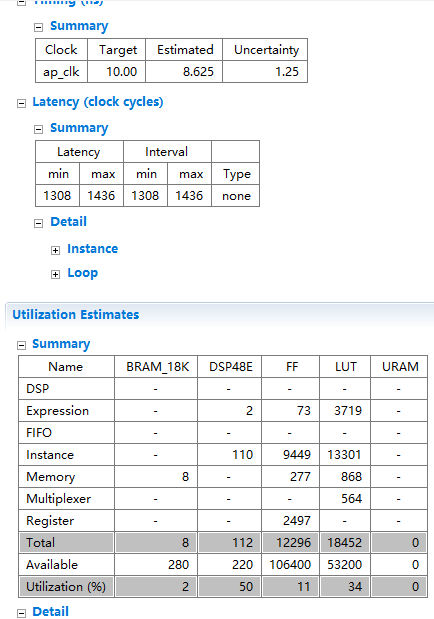 Timing (ns)
Summary
Clock Target Estimated Uncertainty
ap_clk 10.00 8.625 1.25
Latency (clock cycles)
Summary
Latency Interval
min max min max Type
1308 1436 1308 1436 none
Detail
Instance
Loop
Utilization Estimates
Summary
Name BRAM_18K DSP48E FF LUT URAM
DSP - - - - -
Expression - 2 73 3719 -
FIFO - - - - -
Instance - 110 9449 13301 -
Memory 8 - 277 868 -
Multiplexer - - - 564 -
Register - - 2497 - -
Total 8 112 12296 18452 0
Available 280 220 106400 53200 0
Utilization (%) 2 50 11 34 0
Detail